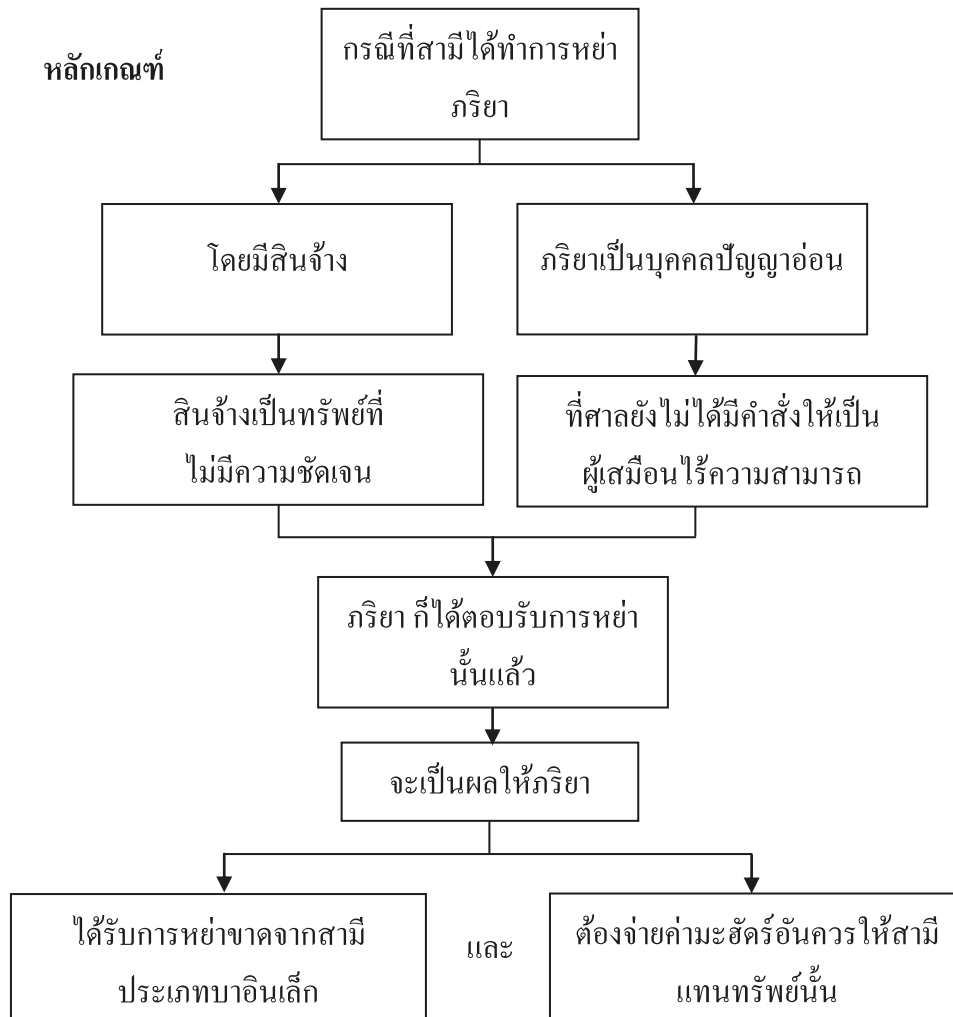 หลักเกณฑ์
กรณีที่สามีได้ทำการหย่า
ภริยา
โดยมีสินจ้าง
ภริยาเป็นบุคคลปัญญาอ่อน
สินจ้างเป็นทรัพย์ที่
ไม่มีความชัดเจน
ที่ศาลยังไม่ได้มีคำสั่งให้เป็น
ผู้เสมือนไร้ความสามารถ
ภริยา ก็ได้ตอบรับการหย่า
นั้นแล้ว
จะเป็นผลให้ภริยา
ได้รับการหย่าขาดจากสามี
ประเภทบาอินเล็ก
และ
ต้องจ่ายค่ามะฮัดร์อันควรให้สามี
แทนทรัพย์นั้น